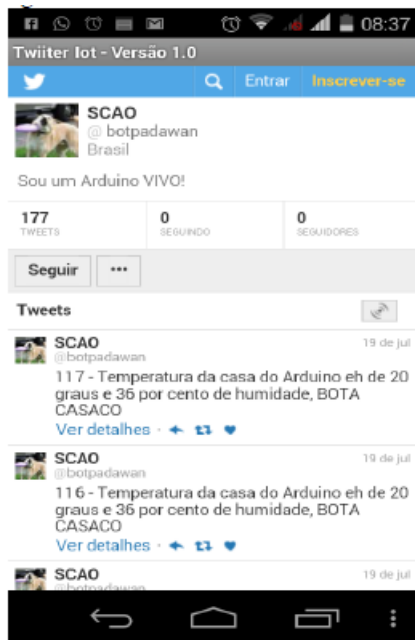 08:37
Twiiter Iot - Versão 1.0
Entrar Inscrever-se
SCAO
@ botpadawan
Brasil
Sou um Arduino VIVO!
177 0 0
TWEETS SEGUINDO SEGUIDORES
Seguir •••
Tweets
SCAO 19 de jul
@botpadawan
117 - Temperatura da casa do Arduino eh de 20
graus e 36 por cento de humidade, BOTA
CASACO
Ver detalhes ·
SCAO 19 de jul
@botpadawan
116 - Temperatura da casa do Arduino eh de 20
graus e 36 por cento de humidade, BOTA
CASACO
Ver detalhes ·
SCAO 19 de jul
@botpadawan